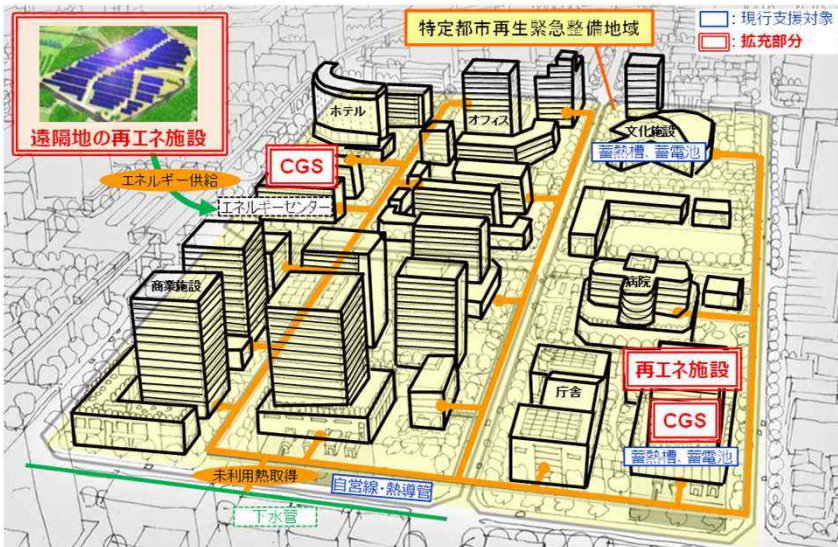 特定都市再生緊急整備地域
：現行支援対象
：拡充部分
遠隔地の再エネ施設
ホテル
オフィス
文化施設
蓄熱槽、蓄電池
CGS
エネルギー供給
エネルギーセンター
商業施設
病院
再エネ施設
庁舎
CGS
蓄熱槽、蓄電池
未利用熱取得
自営線・熱導管
下水管